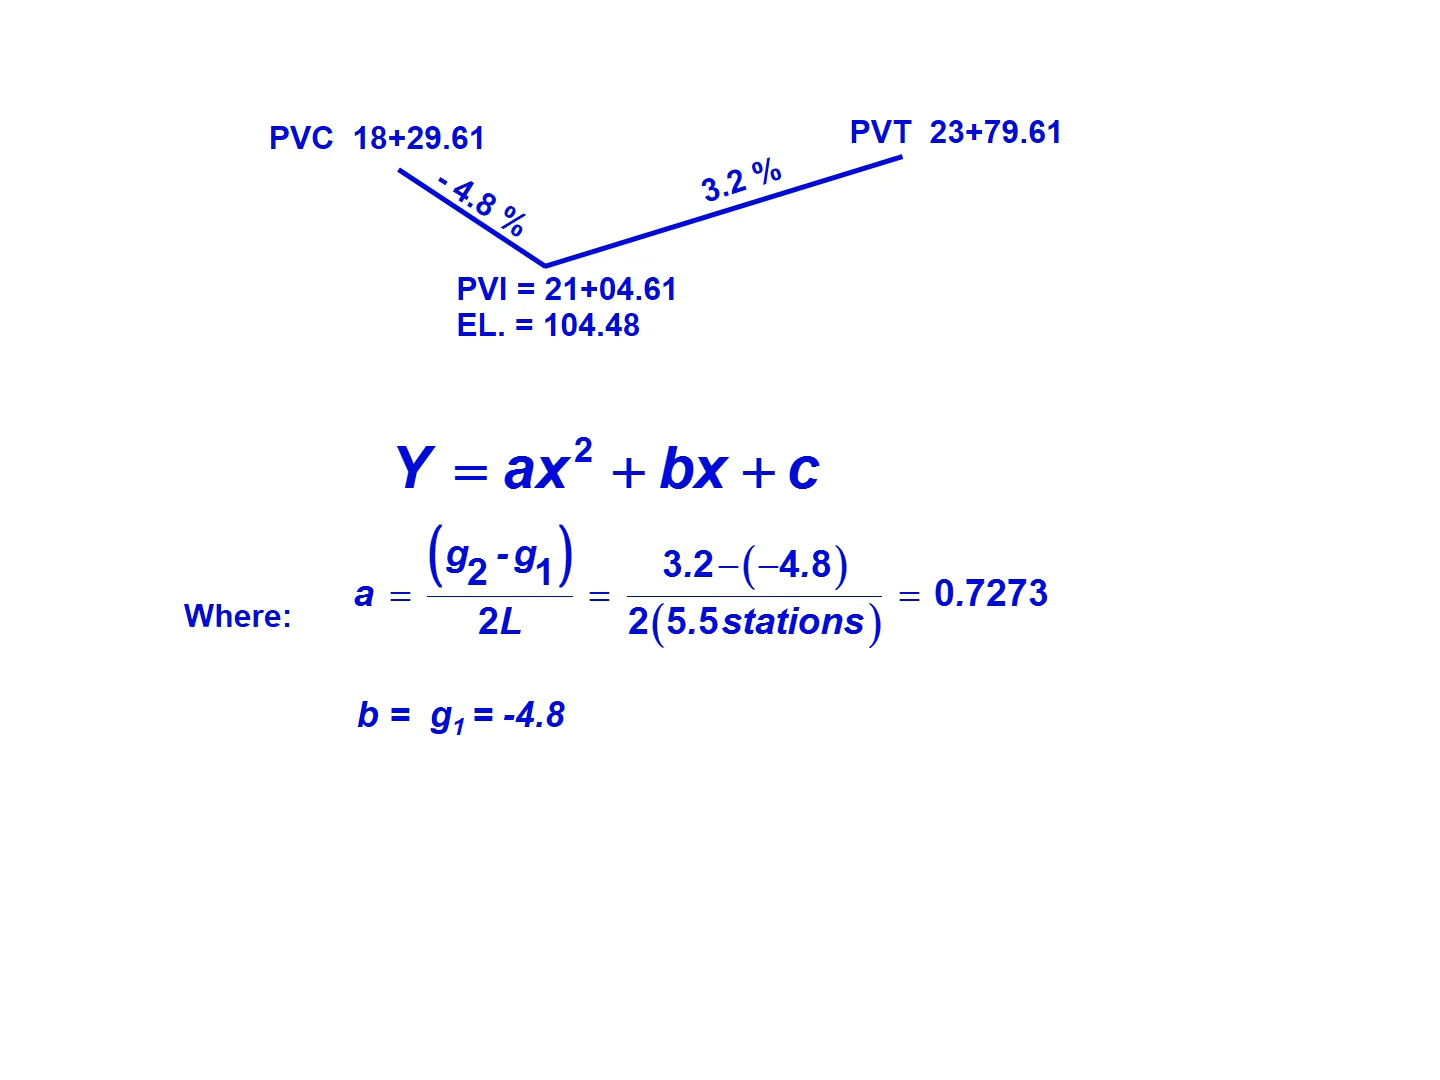 PVC 18+29.61
PVT 23+79.61
- 4.8 %
3.2 %
PVI = 21+04.61
EL. = 104.48
Y = ax² + bx + c
Where: a = (g₂ - g₁) / 2L = 3.2−(−4.8) / 2(5.5stations) = 0.7273
b = g₁ = -4.8